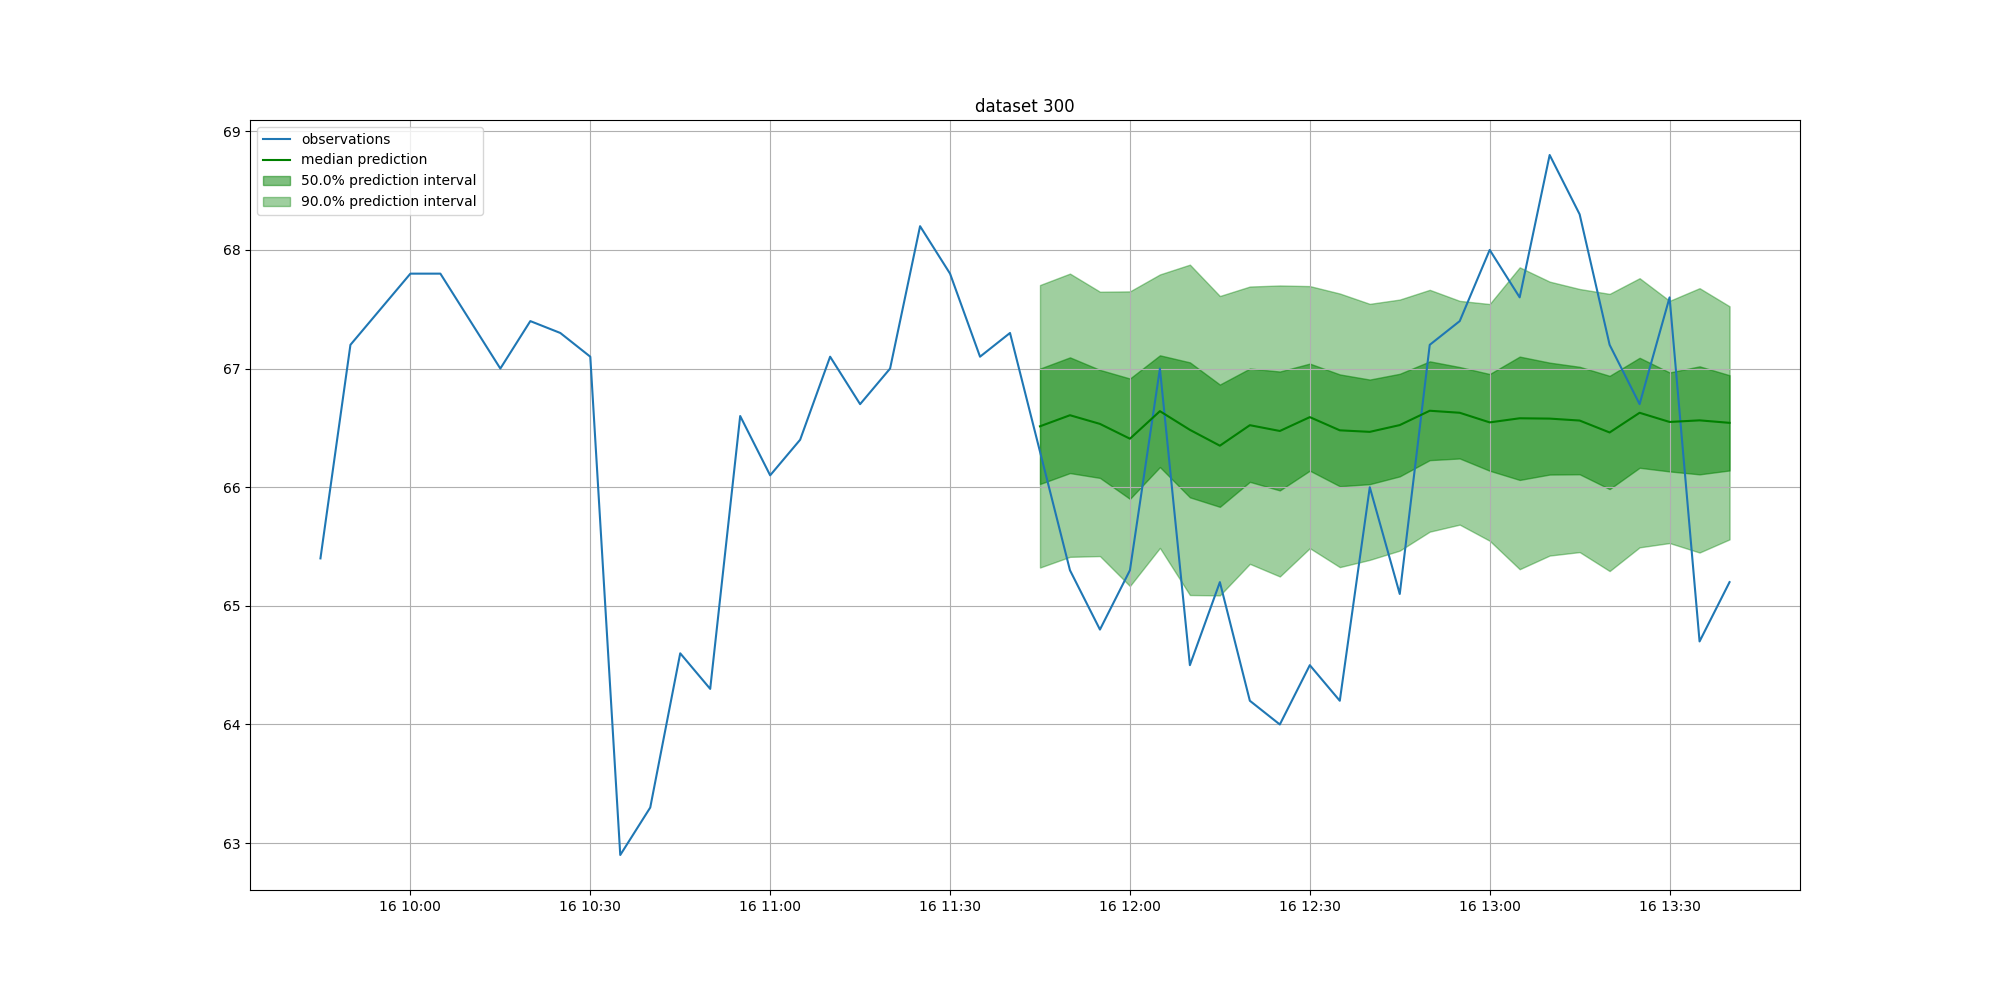 dataset 300
observations
median prediction
50.0% prediction interval
90.0% prediction interval
69
68
67
66
65
64
63
16 10:00 16 10:30 16 11:00 16 11:30 16 12:00 16 12:30 16 13:00 16 13:30